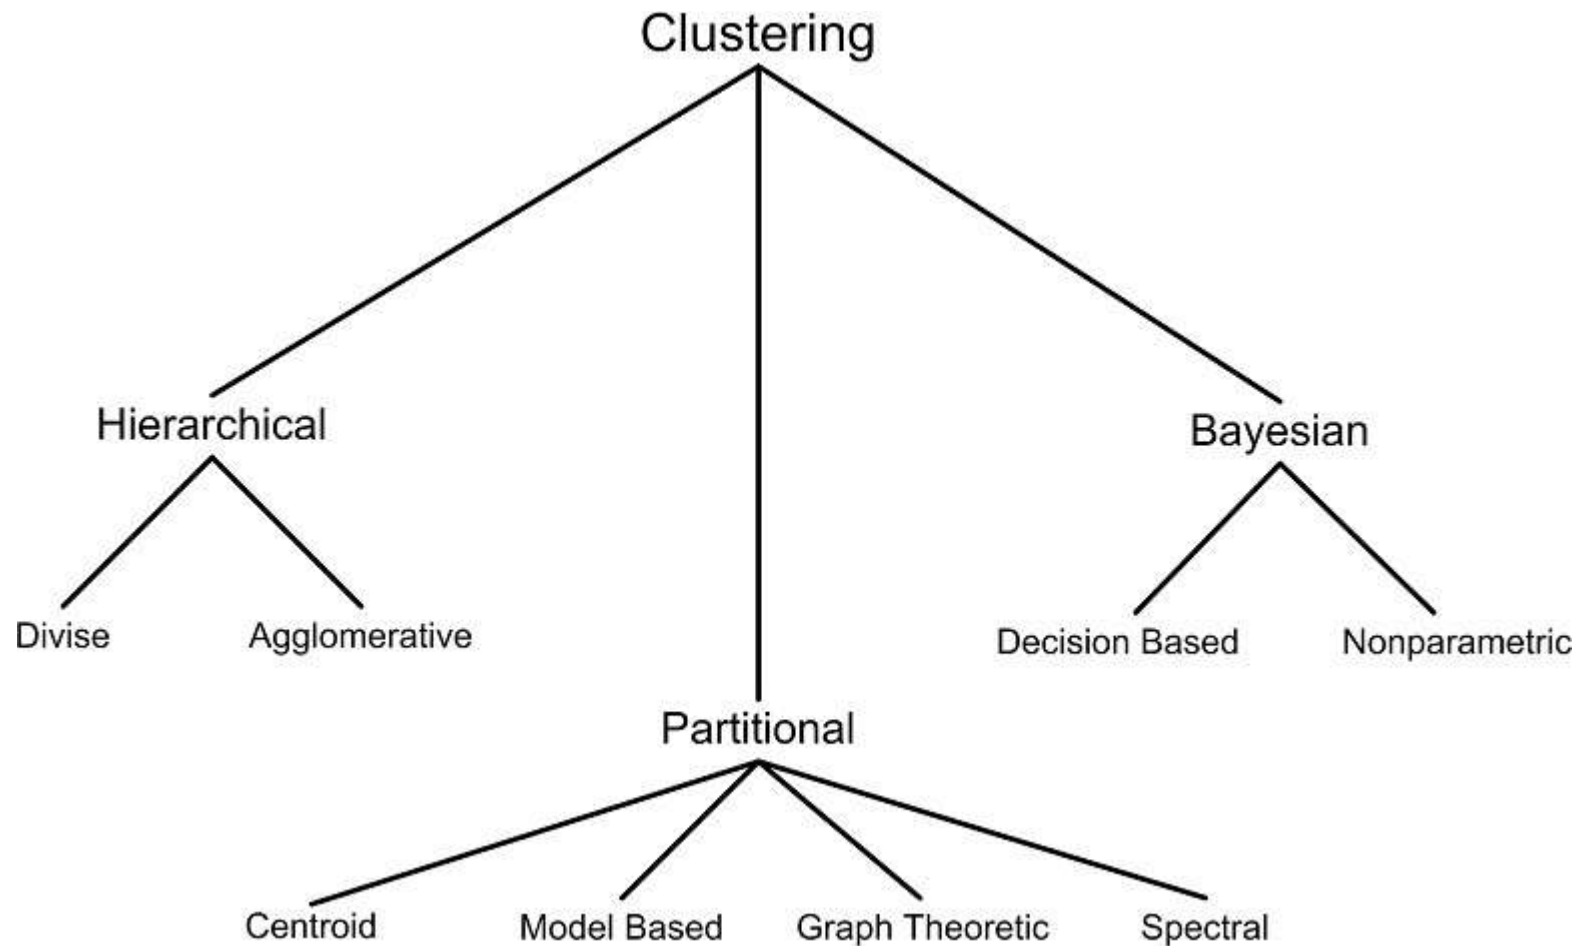 Clustering
Hierarchical
Bayesian
Divise
Agglomerative
Decision Based
Nonparametric
Partitional
Centroid
Model Based
Graph Theoretic
Spectral